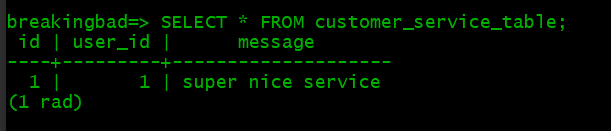 breakingbad=> SELECT * FROM customer_service_table;
 id | user_id |      message
----+---------+--------------------
  1 |       1 | super nice service
(1 rad)